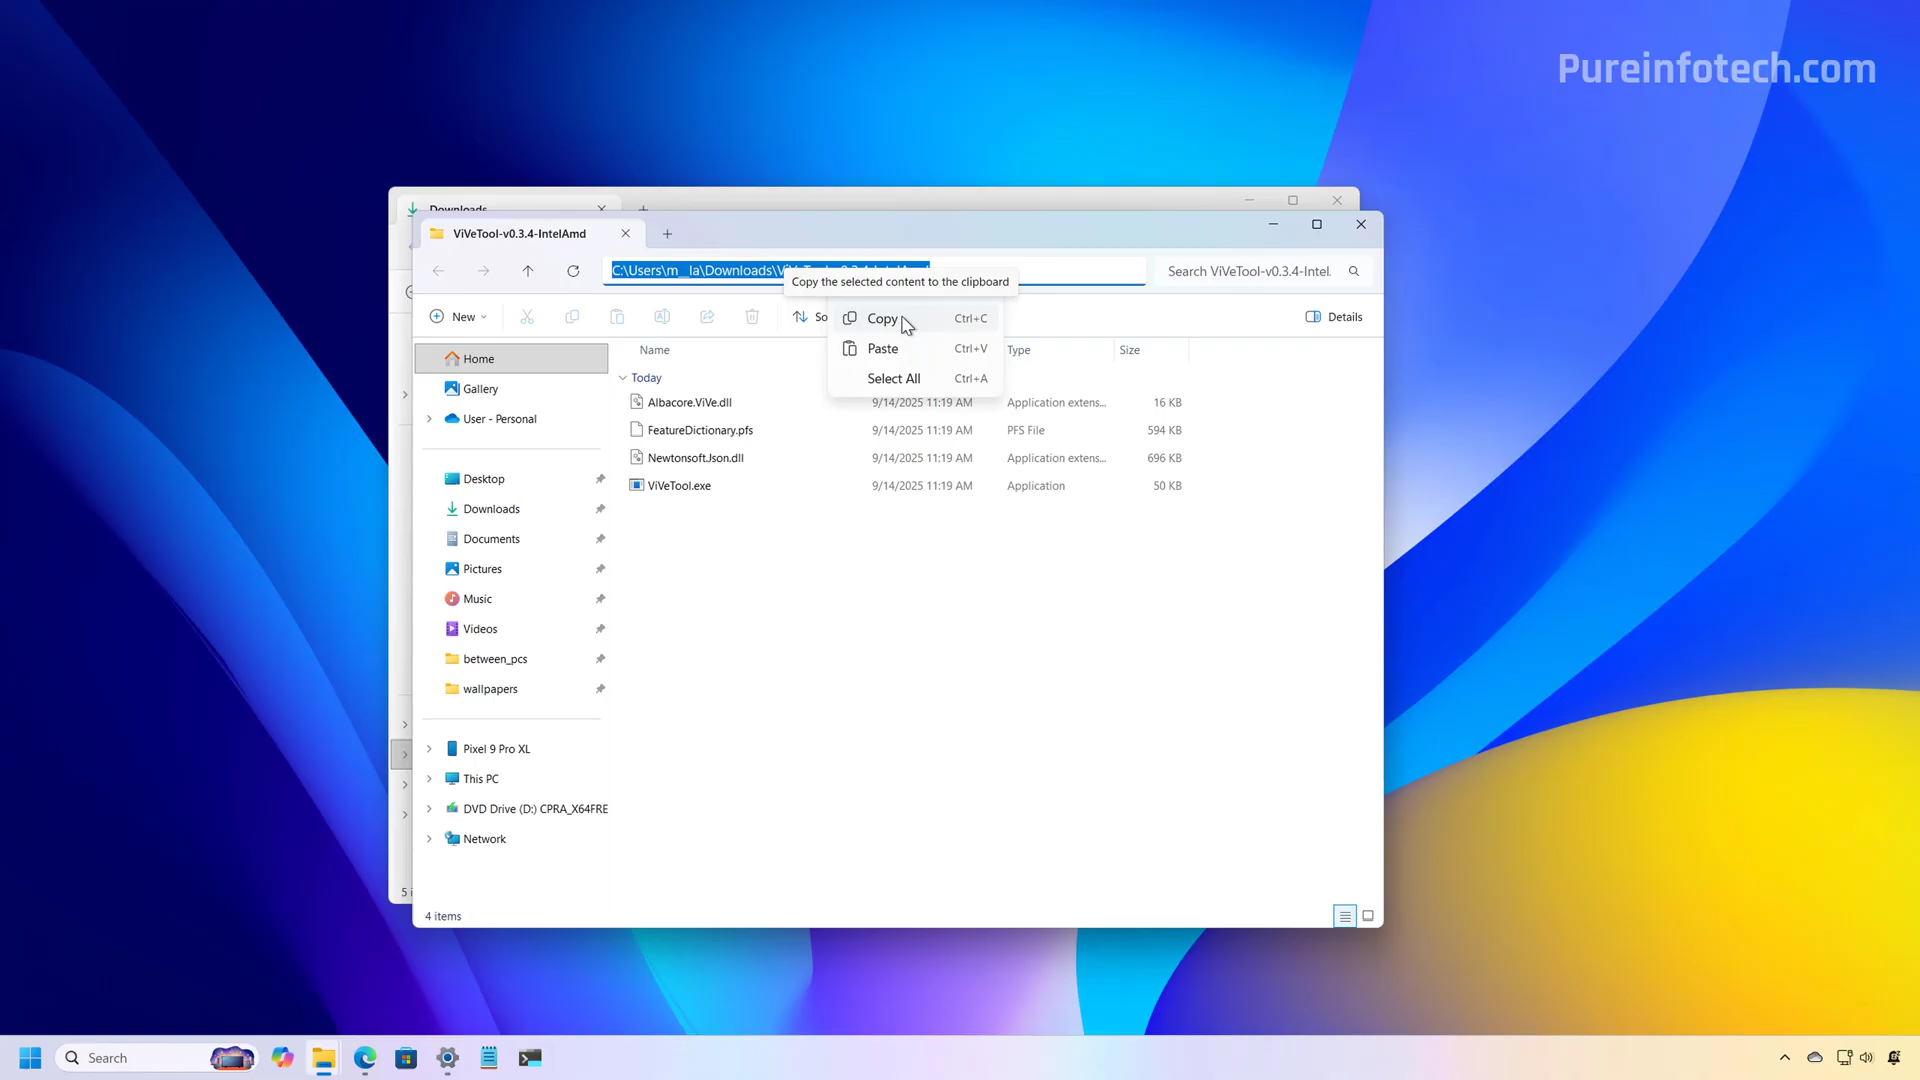 Pureinfotech.com
Downloads
ViVeTool-v0.3.4-IntelAmd
C:\Users\m_la\Downloads\
Search ViVeTool-v0.3.4-Intel.
Copy the selected content to the clipboard
New
So
Details
Copy Ctrl+C
Paste Ctrl+V
Select All Ctrl+A
Name Type Size
Today
Albacore.ViVe.dll 9/14/2025 11:19 AM Application extens... 16 KB
FeatureDictionary.pfs 9/14/2025 11:19 AM PFS File 594 KB
Newtonsoft.Json.dll 9/14/2025 11:19 AM Application extens... 696 KB
ViVeTool.exe 9/14/2025 11:19 AM Application 50 KB
Home
Gallery
User - Personal
Desktop
Downloads
Documents
Pictures
Music
Videos
between_pcs
wallpapers
Pixel 9 Pro XL
This PC
DVD Drive (D:) CPRA_X64FRE
Network
5 i
4 items
Search